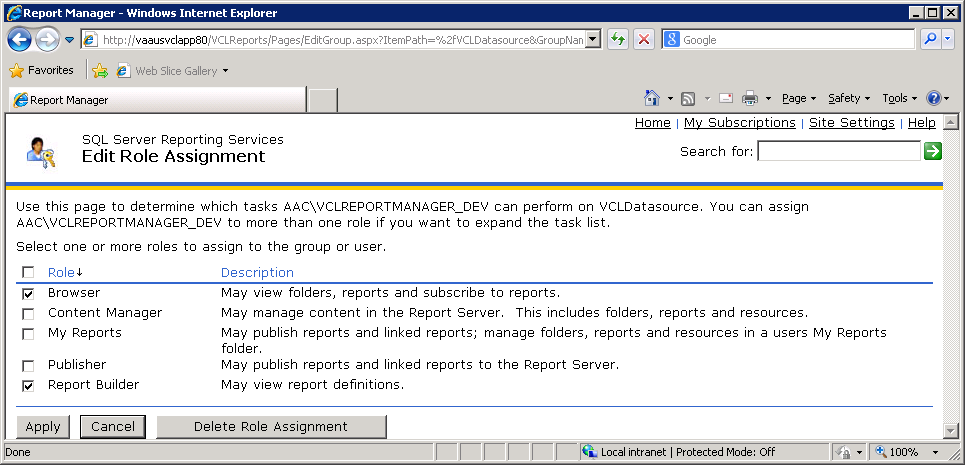 Report Manager - Windows Internet Explorer
http://vaausvclapp80/VCLReports/Pages/EditGroup.aspx?ItemPath=%2fVCLDatasource&GroupNan
Google
Favorites
Web Slice Gallery
Report Manager
Page Safety Tools
Home | My Subscriptions | Site Settings | Help
SQL Server Reporting Services
Edit Role Assignment
Search for:
Use this page to determine which tasks AAC\VCLREPORTMANAGER_DEV can perform on VCLDatasource. You can assign
AAC\VCLREPORTMANAGER_DEV to more than one role if you want to expand the task list.
Select one or more roles to assign to the group or user.
Role↓ Description
Browser May view folders, reports and subscribe to reports.
Content Manager May manage content in the Report Server. This includes folders, reports and resources.
My Reports May publish reports and linked reports; manage folders, reports and resources in a users My Reports
folder.
Publisher May publish reports and linked reports to the Report Server.
Report Builder May view report definitions.
Apply Cancel Delete Role Assignment
Done Local intranet | Protected Mode: Off 100%